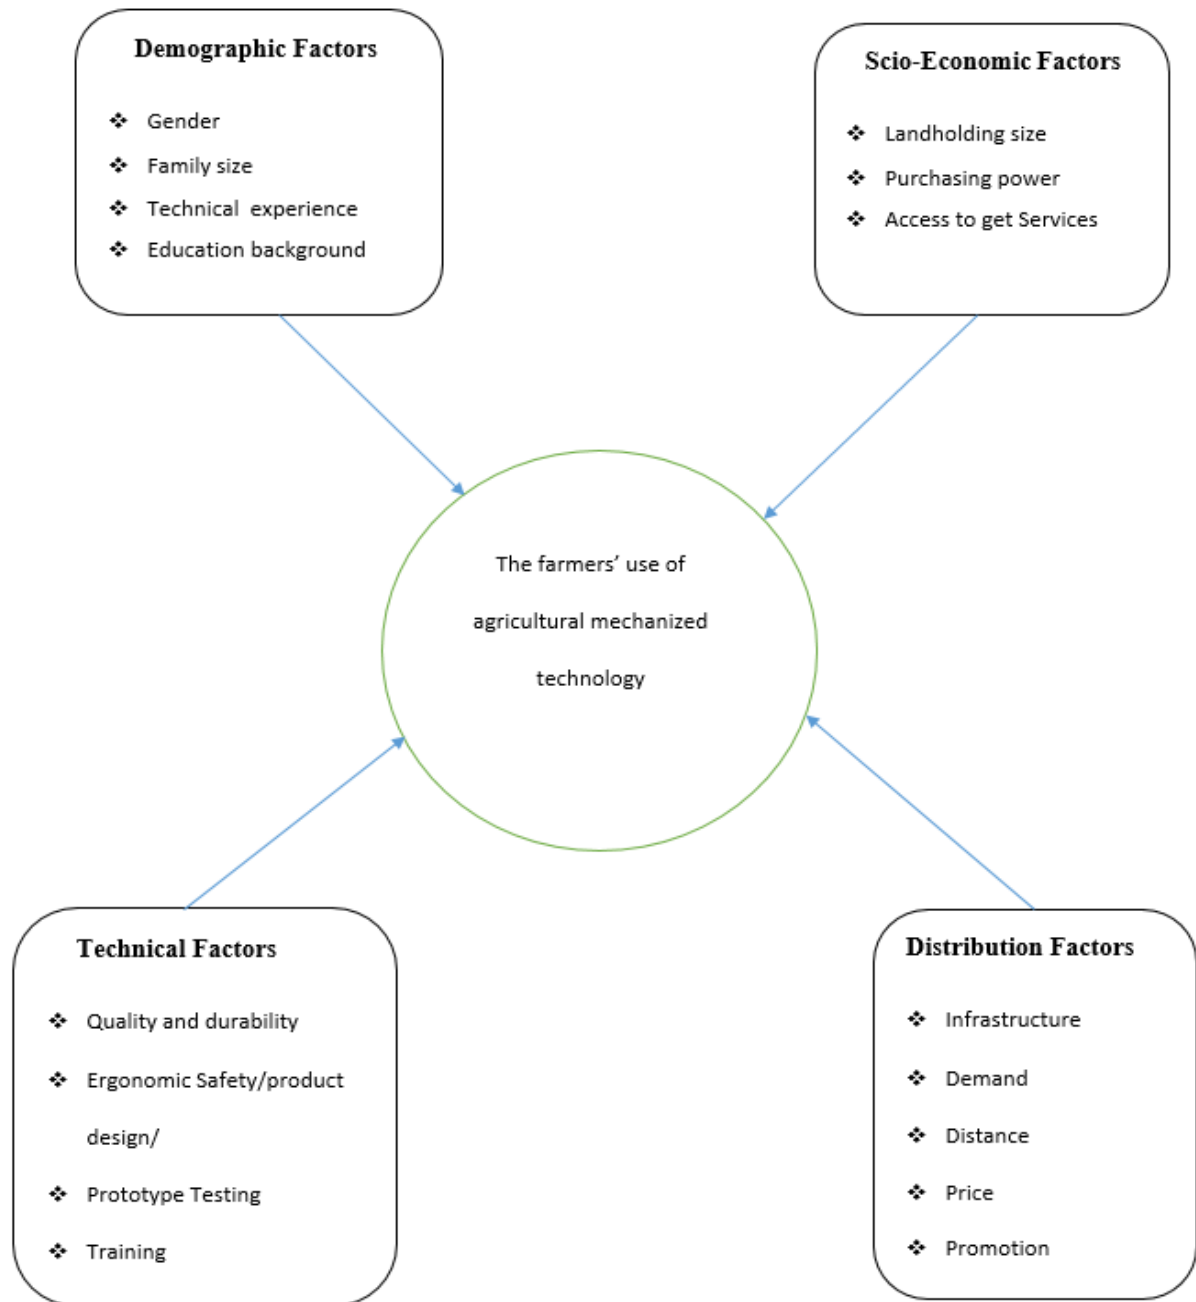 Demographic Factors
❖ Gender
❖ Family size
❖ Technical experience
❖ Education background
Scio-Economic Factors
❖ Landholding size
❖ Purchasing power
❖ Access to get Services
The farmers’ use of
agricultural mechanized
technology
Technical Factors
❖ Quality and durability
❖ Ergonomic Safety/product
design/
❖ Prototype Testing
❖ Training
Distribution Factors
❖ Infrastructure
❖ Demand
❖ Distance
❖ Price
❖ Promotion